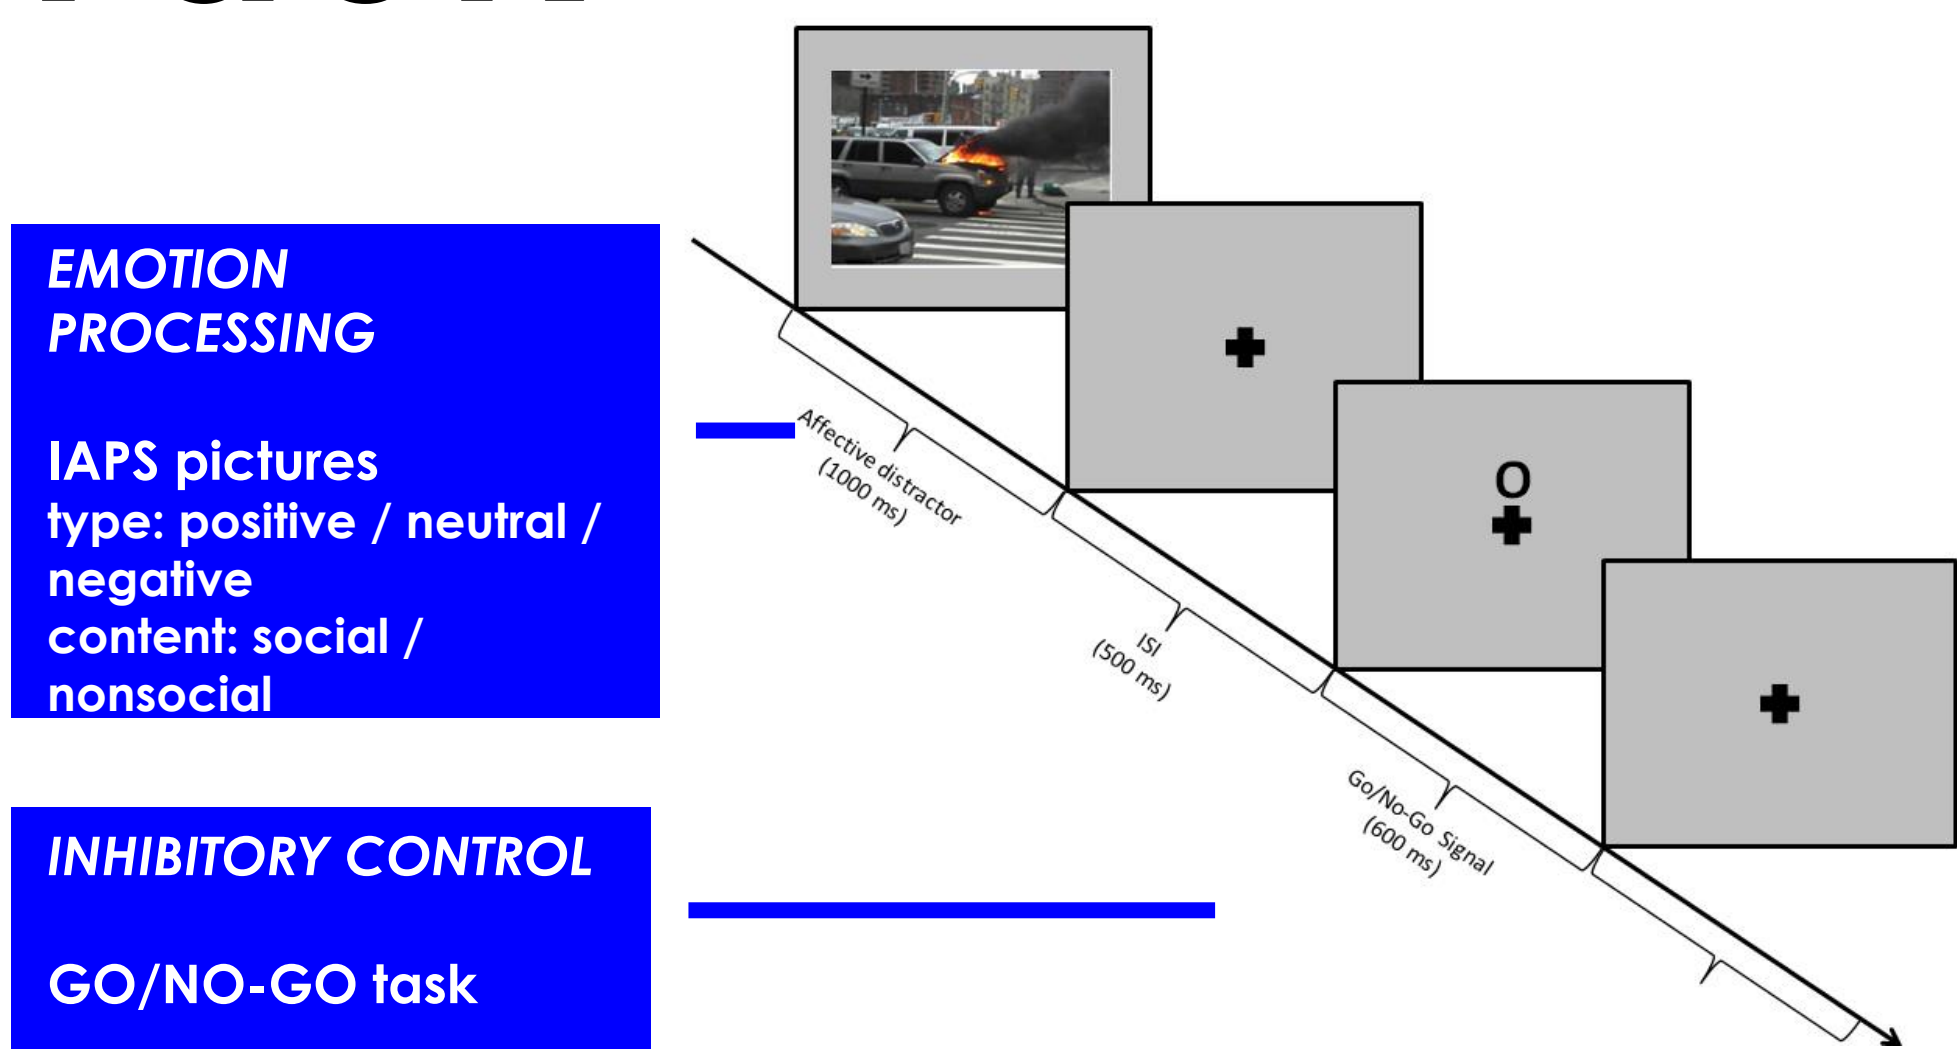 EMOTION
PROCESSING
IAPS pictures
type: positive / neutral /
negative
content: social /
nonsocial
INHIBITORY CONTROL
GO/NO-GO task
Affective distractor
(1000 ms)
ISI
(500 ms)
O
Go/No-Go Signal
(600 ms)